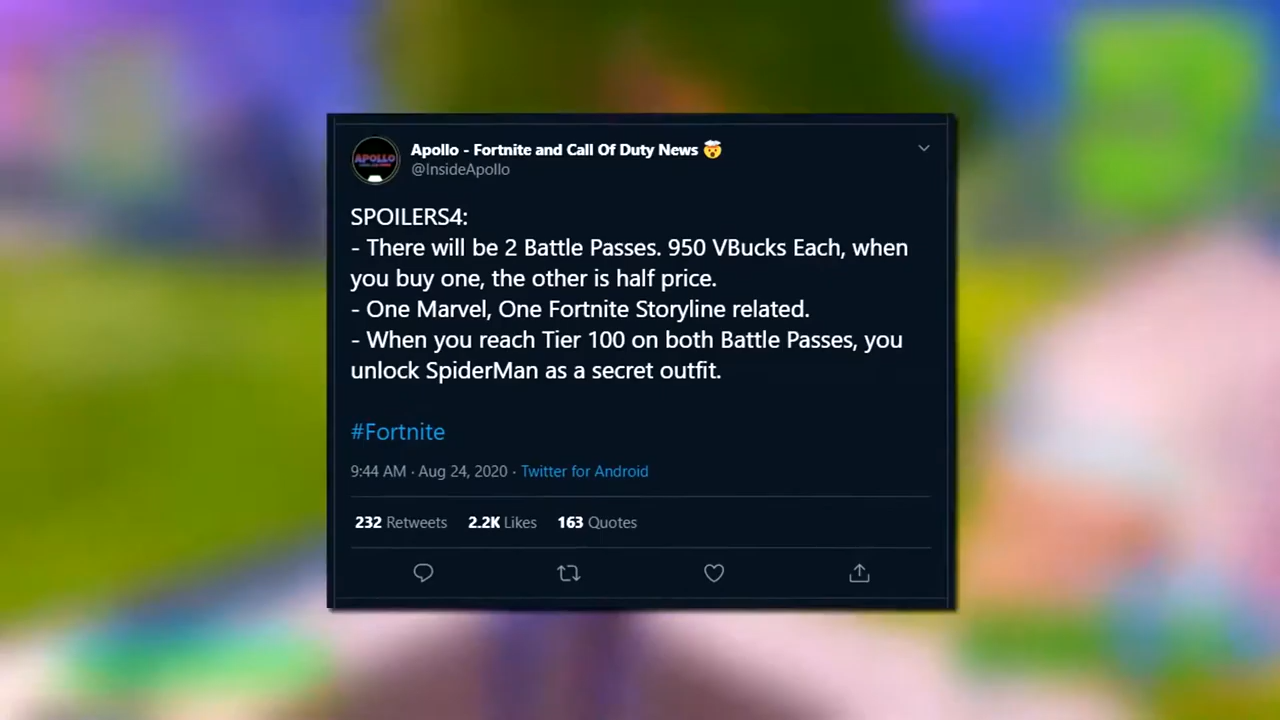 APOLLO
Apollo - Fortnite and Call Of Duty News 🤯
@InsideApollo
SPOILERS4:
- There will be 2 Battle Passes. 950 VBucks Each, when
you buy one, the other is half price.
- One Marvel, One Fortnite Storyline related.
- When you reach Tier 100 on both Battle Passes, you
unlock SpiderMan as a secret outfit.
#Fortnite
9:44 AM · Aug 24, 2020 · Twitter for Android
232 Retweets 2.2K Likes 163 Quotes